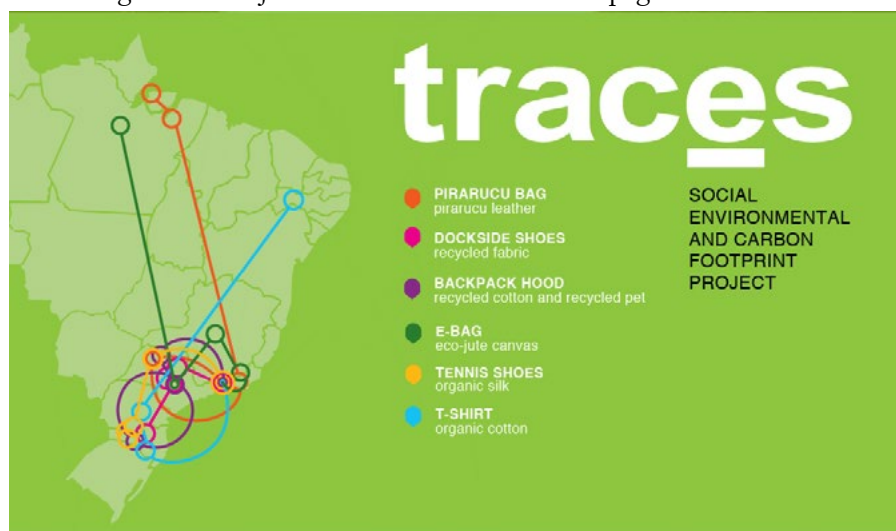 traces
PIRARUCU BAG
pirarucu leather
DOCKSIDE SHOES
recycled fabric
BACKPACK HOOD
recycled cotton and recycled pet
E-BAG
eco-jute canvas
TENNIS SHOES
organic silk
T-SHIRT
organic cotton
SOCIAL
ENVIRONMENTAL
AND CARBON
FOOTPRINT
PROJECT